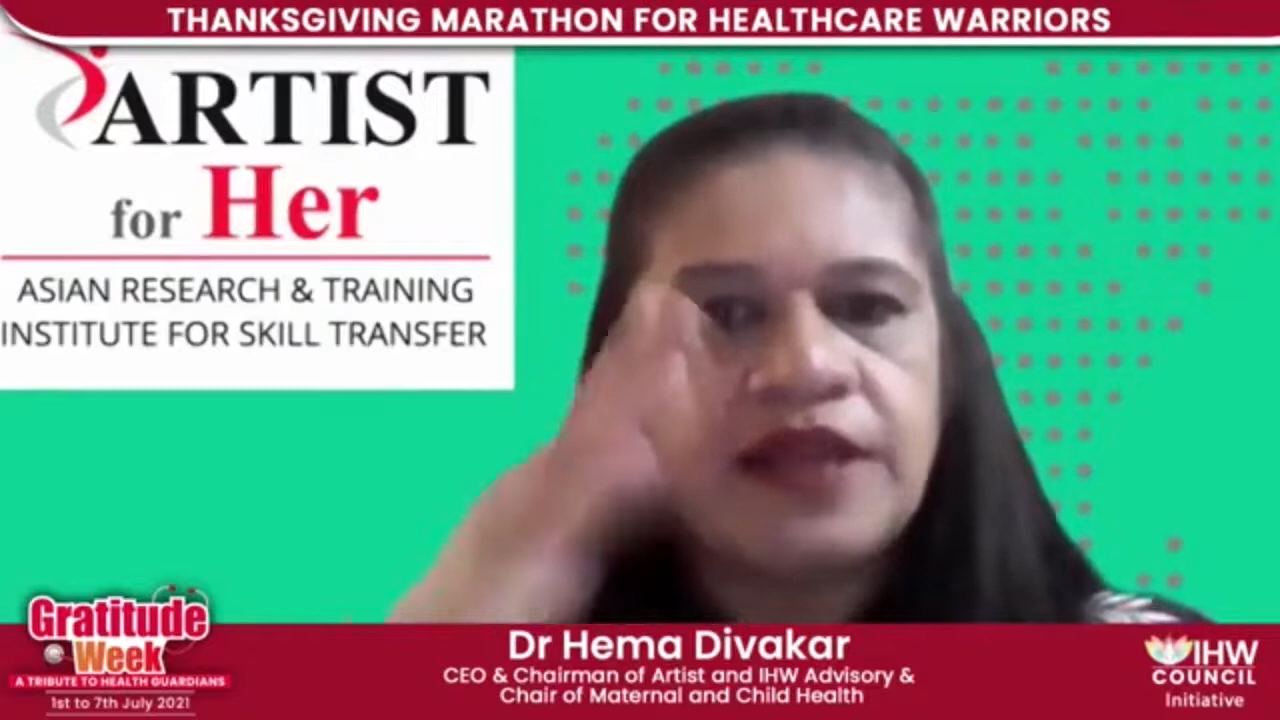 THANKSGIVING MARATHON FOR HEALTHCARE WARRIORS
ARTIST
for Her
ASIAN RESEARCH & TRAINING
INSTITUTE FOR SKILL TRANSFER
Gratitude
Week
A TRIBUTE TO HEALTH GUARDIANS
1st to 7th July 2021
Dr Hema Divakar
CEO & Chairman of Artist and IHW Advisory &
Chair of Maternal and Child Health
IHW
COUNCIL
Initiative